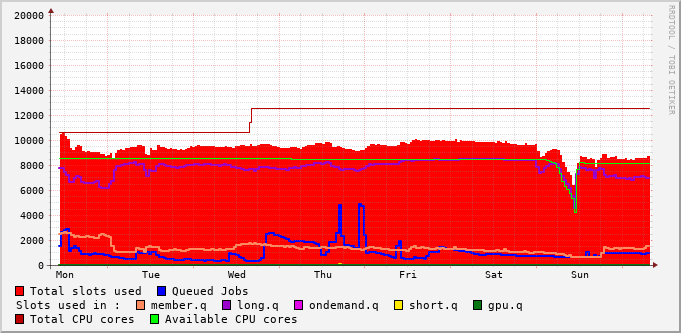 20000
18000
16000
14000
12000
10000
8000
6000
4000
2000
0
Mon Tue Wed Thu Fri Sat Sun
RRDTOOL / TOBI OETIKER
Total slots used Queued Jobs
Slots used in : member.q long.q ondemand.q short.q gpu.q
Total CPU cores Available CPU cores